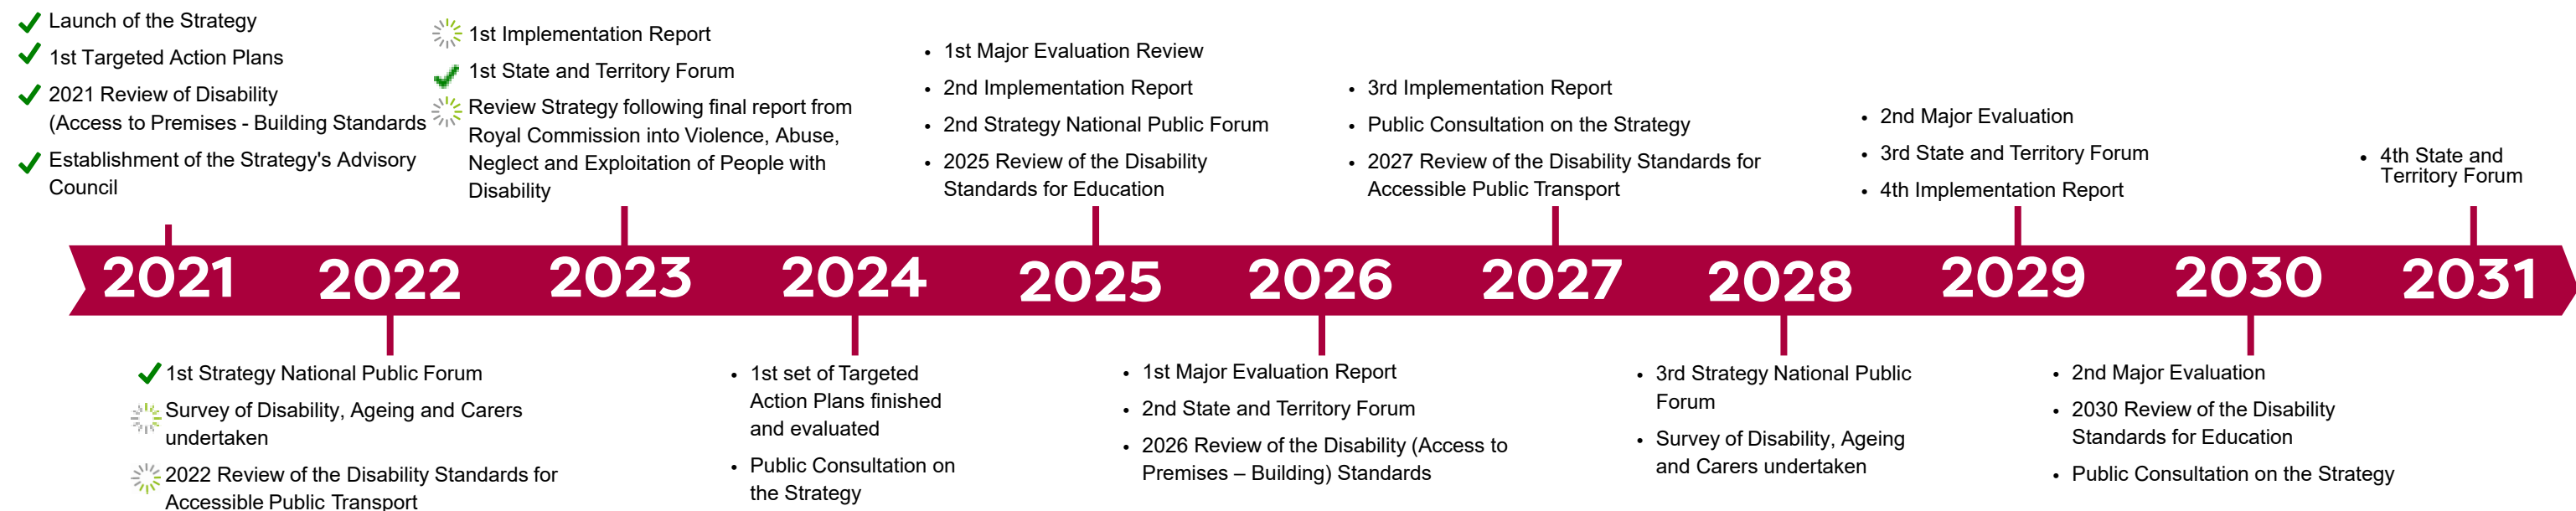 Launch of the Strategy
1st Targeted Action Plans
2021 Review of Disability
(Access to Premises - Building Standards
Establishment of the Strategy's Advisory
Council
1st Implementation Report
1st State and Territory Forum
Review Strategy following final report from
Royal Commission into Violence, Abuse,
Neglect and Exploitation of People with
Disability
• 1st Major Evaluation Review
• 2nd Implementation Report
• 2nd Strategy National Public Forum
• 2025 Review of the Disability
Standards for Education
• 3rd Implementation Report
• Public Consultation on the Strategy
• 2027 Review of the Disability Standards for
Accessible Public Transport
• 2nd Major Evaluation
• 3rd State and Territory Forum
• 4th Implementation Report
• 4th State and
Territory Forum
2021 2022 2023 2024 2025 2026 2027 2028 2029 2030 2031
1st Strategy National Public Forum
Survey of Disability, Ageing and Carers
undertaken
2022 Review of the Disability Standards for
Accessible Public Transport
• 1st set of Targeted
Action Plans finished
and evaluated
• Public Consultation on
the Strategy
• 1st Major Evaluation Report
• 2nd State and Territory Forum
• 2026 Review of the Disability (Access to
Premises – Building) Standards
• 3rd Strategy National Public
Forum
• Survey of Disability, Ageing
and Carers undertaken
• 2nd Major Evaluation
• 2030 Review of the Disability
Standards for Education
• Public Consultation on the Strategy